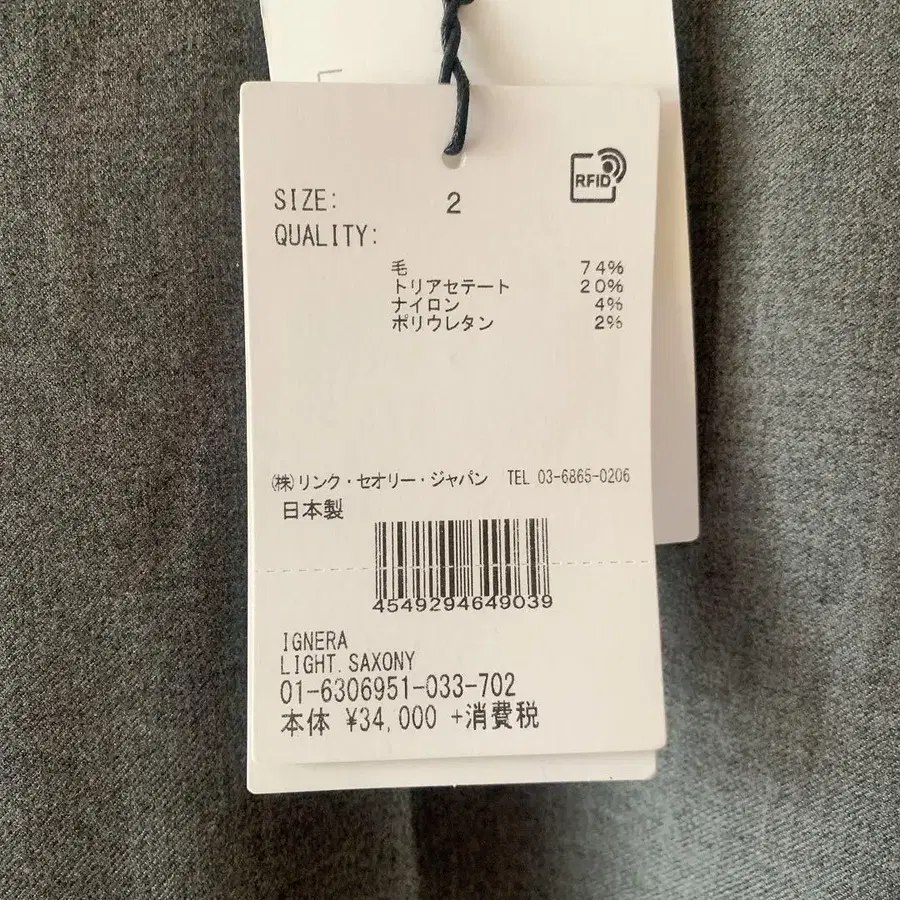 RFID
SIZE: 2
QUALITY:
毛 74%
トリアセテート 20%
ナイロン 4%
ポリウレタン 2%
(株)リンク・セオリー・ジャパン TEL 03-6865-0206
日本製
4549294649039
IGNERA
LIGHT.SAXONY
01-6306951-033-702
本体 ¥34,000 +消費税